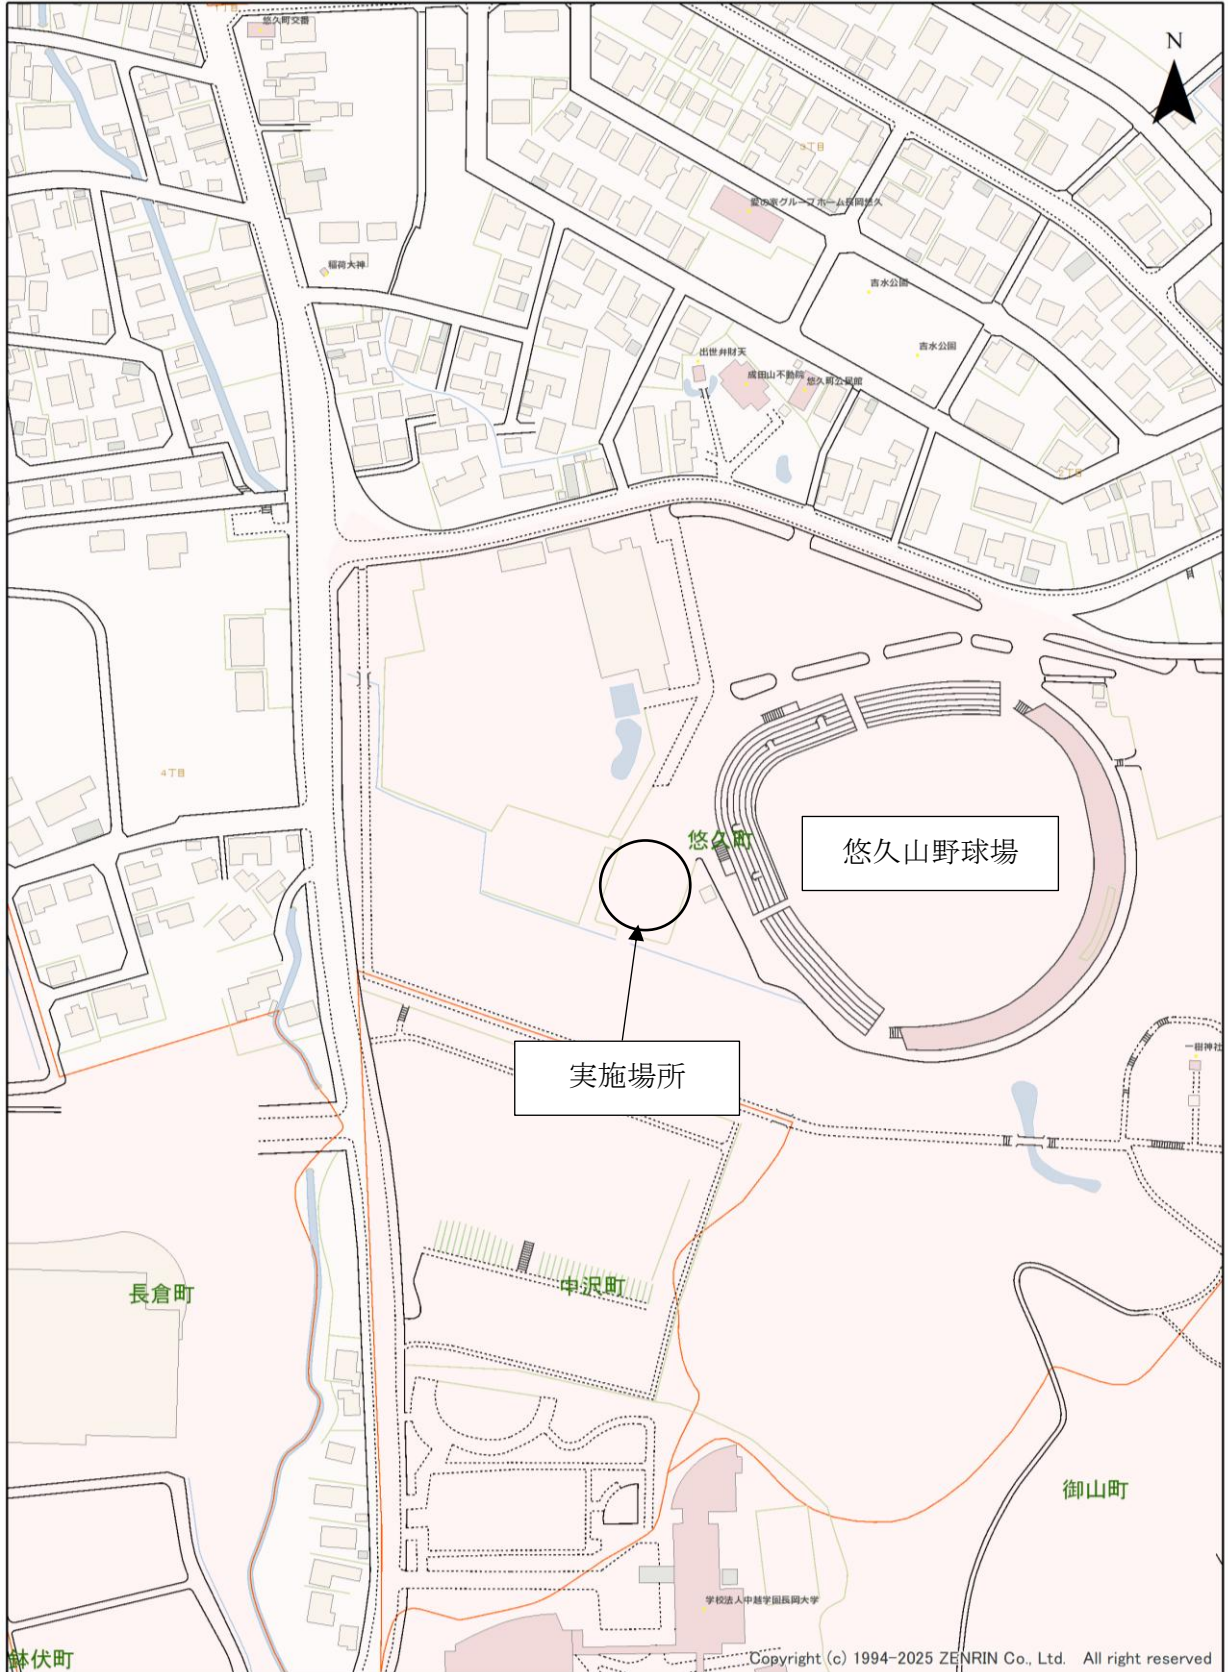 悠久町交番
N
3丁目
愛の家グループホーム長岡悠久
稲荷大神
吉水公園
吉水公園
出世弁財天
成田山不動院
悠久町公民館
2丁目
4丁目
悠久町
悠久山野球場
実施場所
一樹神社
長倉町
中沢町
御山町
学校法人中越学園長岡大学
鉢伏町
Copyright (c) 1994-2025 ZENRIN Co., Ltd. All right reserved